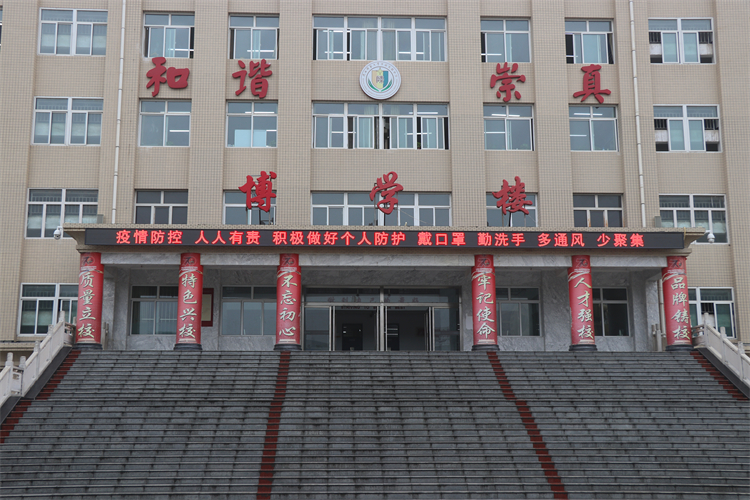 和谐 崇真
博学楼
疫情防控 人人有责 积极做好个人防护 戴口罩 勤洗手 多通风 少聚集
质量立校
特色兴校
不忘初心
牢记使命
人才强校
品牌铸校